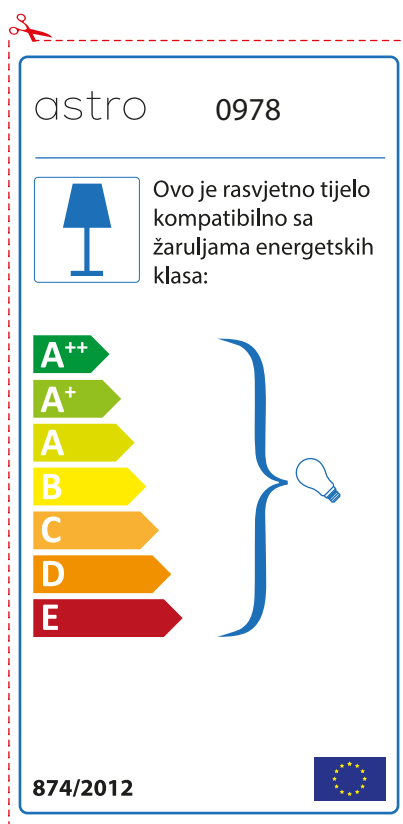 astro 0978
Ovo je rasvjetno tijelo
kompatibilno sa
žaruljama energetskih
klasa:
A++
A+
A
B
C
D
E
874/2012